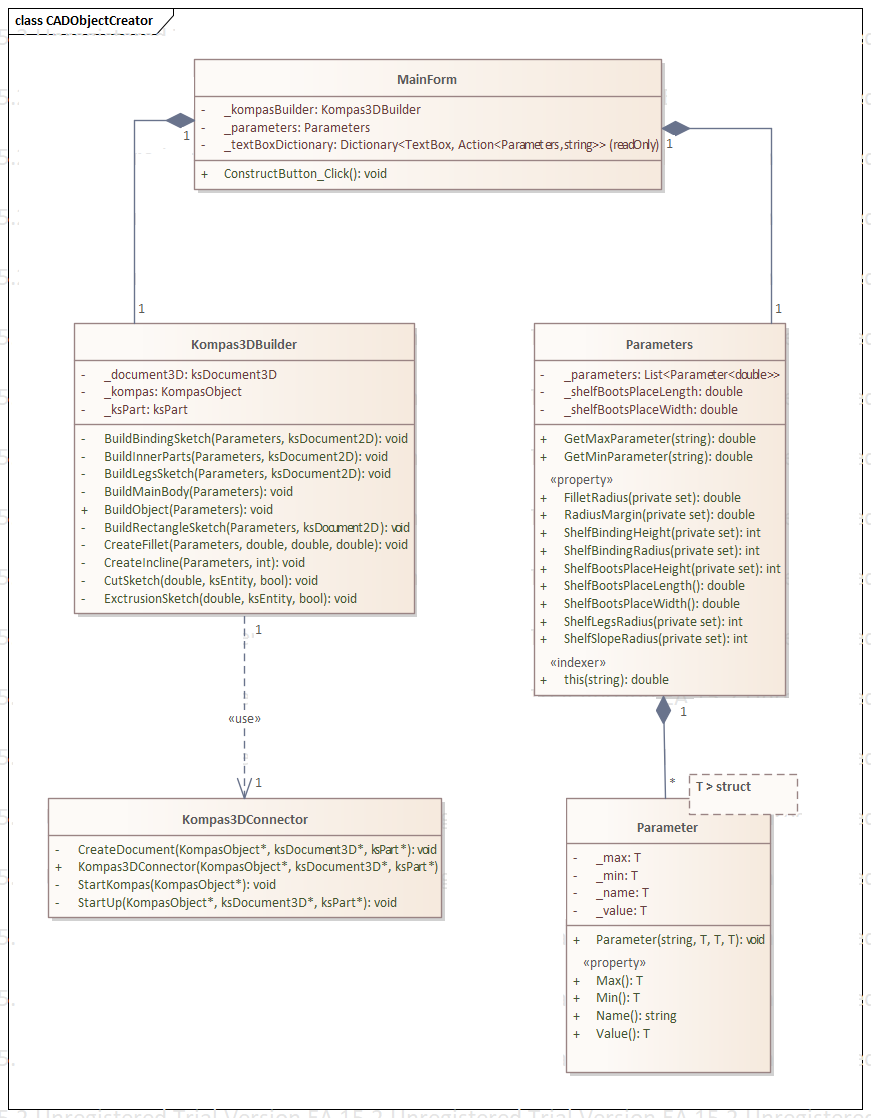 class CADObjectCreator
MainForm
- _kompasBuilder: Kompas3DBuilder
- _parameters: Parameters
- _textBoxDictionary: Dictionary<TextBox, Action<Parameters,string>> (readOnly)
+ ConstructButton_Click(): void
1
1
1
1
Kompas3DBuilder
- _document3D: ksDocument3D
- _kompas: KompasObject
- _ksPart: ksPart
- BuildBindingSketch(Parameters, ksDocument2D): void
- BuildInnerParts(Parameters, ksDocument2D): void
- BuildLegsSketch(Parameters, ksDocument2D): void
- BuildMainBody(Parameters): void
+ BuildObject(Parameters): void
- BuildRectangleSketch(Parameters, ksDocument2D): void
- CreateFillet(Parameters, double, double, double): void
- CreateIncline(Parameters, int): void
- CutSketch(double, ksEntity, bool): void
- ExctrusionSketch(double, ksEntity, bool): void
Parameters
- _parameters: List<Parameter<double>>
- _shelfBootsPlaceLength: double
- _shelfBootsPlaceWidth: double
+ GetMaxParameter(string): double
+ GetMinParameter(string): double
«property»
+ FilletRadius(private set): double
+ RadiusMargin(private set): double
+ ShelfBindingHeight(private set): int
+ ShelfBindingRadius(private set): int
+ ShelfBootsPlaceHeight(private set): int
+ ShelfBootsPlaceLength(): double
+ ShelfBootsPlaceWidth(): double
+ ShelfLegsRadius(private set): int
+ ShelfSlopeRadius(private set): int
«indexer»
+ this(string): double
1
«use»
1
1
*
Kompas3DConnector
- CreateDocument(KompasObject*, ksDocument3D*, ksPart*): void
+ Kompas3DConnector(KompasObject*, ksDocument3D*, ksPart*)
- StartKompas(KompasObject*): void
- StartUp(KompasObject*, ksDocument3D*, ksPart*): void
T > struct
Parameter
- _max: T
- _min: T
- _name: T
- _value: T
+ Parameter(string, T, T, T): void
«property»
+ Max(): T
+ Min(): T
+ Name(): string
+ Value(): T